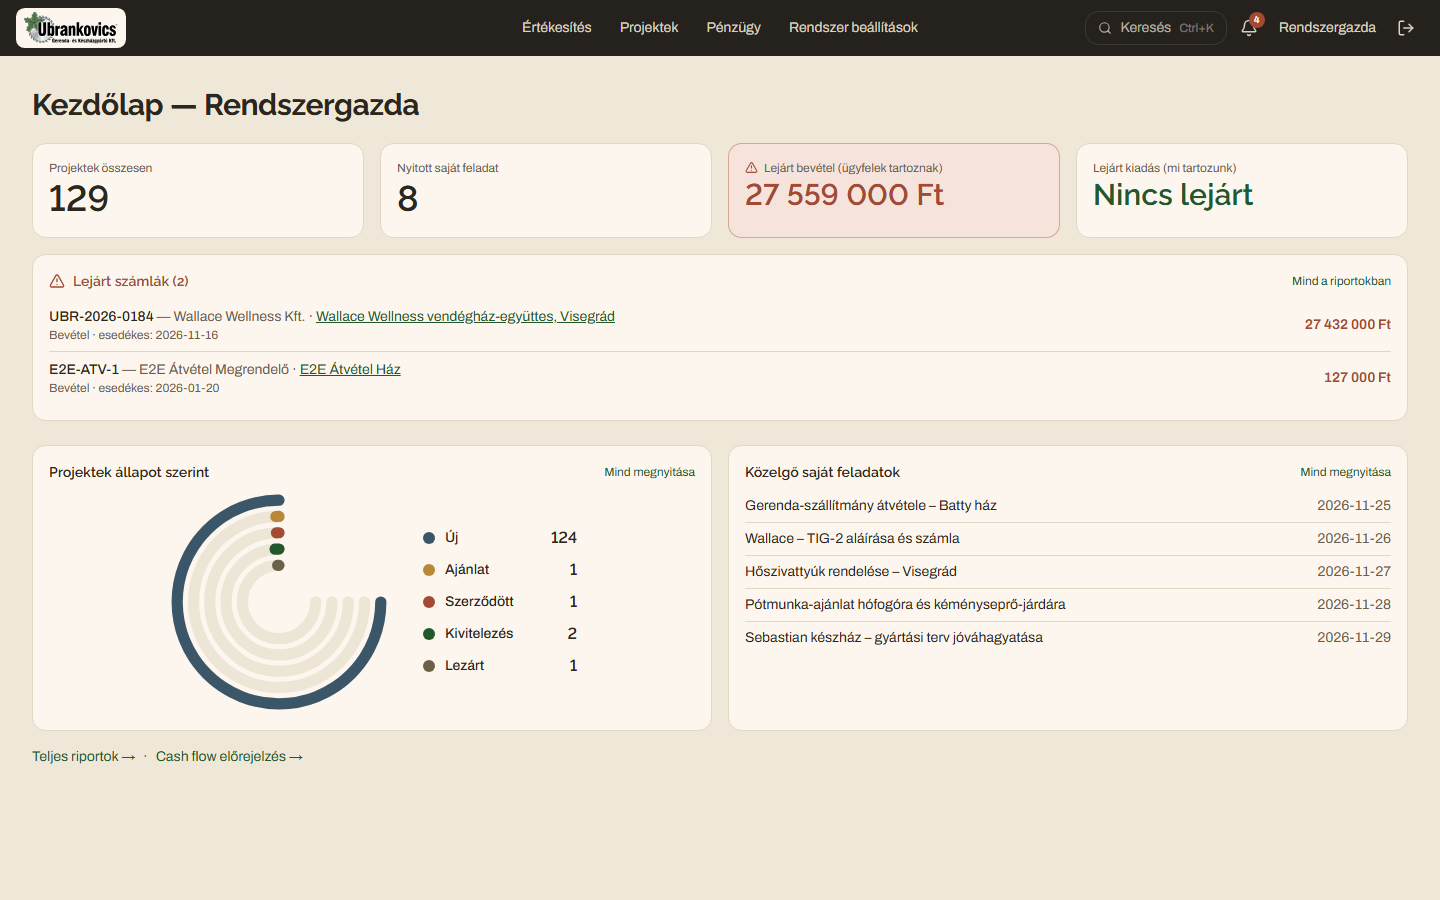 Ubrankovics
Gerenda- és Készházgyártó Kft.
Értékesítés
Projektek
Pénzügy
Rendszer beállítások
Keresés Ctrl+K
4
Rendszergazda
Kezdőlap — Rendszergazda
Projektek összesen
129
Nyitott saját feladat
8
Lejárt bevétel (ügyfelek tartoznak)
27 559 000 Ft
Lejárt kiadás (mi tartozunk)
Nincs lejárt
Lejárt számlák (2)
Mind a riportokban
UBR-2026-0184 — Wallace Wellness Kft. · Wallace Wellness vendégház-együttes, Visegrád
Bevétel · esedékes: 2026-11-16
27 432 000 Ft
E2E-ATV-1 — E2E Átvétel Megrendelő · E2E Átvétel Ház
Bevétel · esedékes: 2026-01-20
127 000 Ft
Projektek állapot szerint
Mind megnyitása
Új 124
Ajánlat 1
Szerződött 1
Kivitelezés 2
Lezárt 1
Közelgő saját feladatok
Mind megnyitása
Gerenda-szállítmány átvétele – Batty ház 2026-11-25
Wallace – TIG-2 aláírása és számla 2026-11-26
Hőszivattyúk rendelése – Visegrád 2026-11-27
Pótmunka-ajánlat hófogóra és kéményseprő-járdára 2026-11-28
Sebastian készház – gyártási terv jóváhagyatása 2026-11-29
Teljes riportok → · Cash flow előrejelzés →